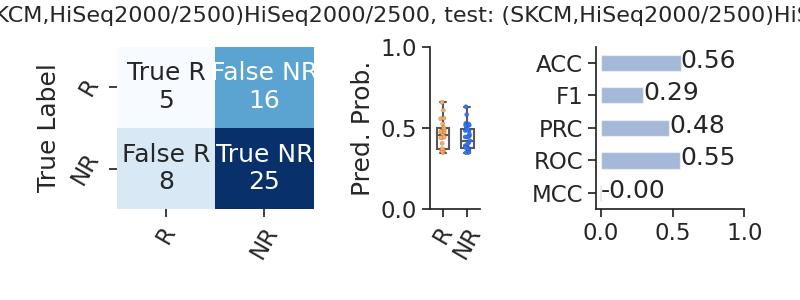 KCM,HiSeq2000/2500)HiSeq2000/2500, test: (SKCM,HiSeq2000/2500)HiS
True Label
R
NR
True R
5
False NR
16
False R
8
True NR
25
R
NR
Pred. Prob.
1.0
0.5
0.0
R
NR
ACC
0.56
F1
0.29
PRC
0.48
ROC
0.55
MCC
-0.00
0.0
0.5
1.0